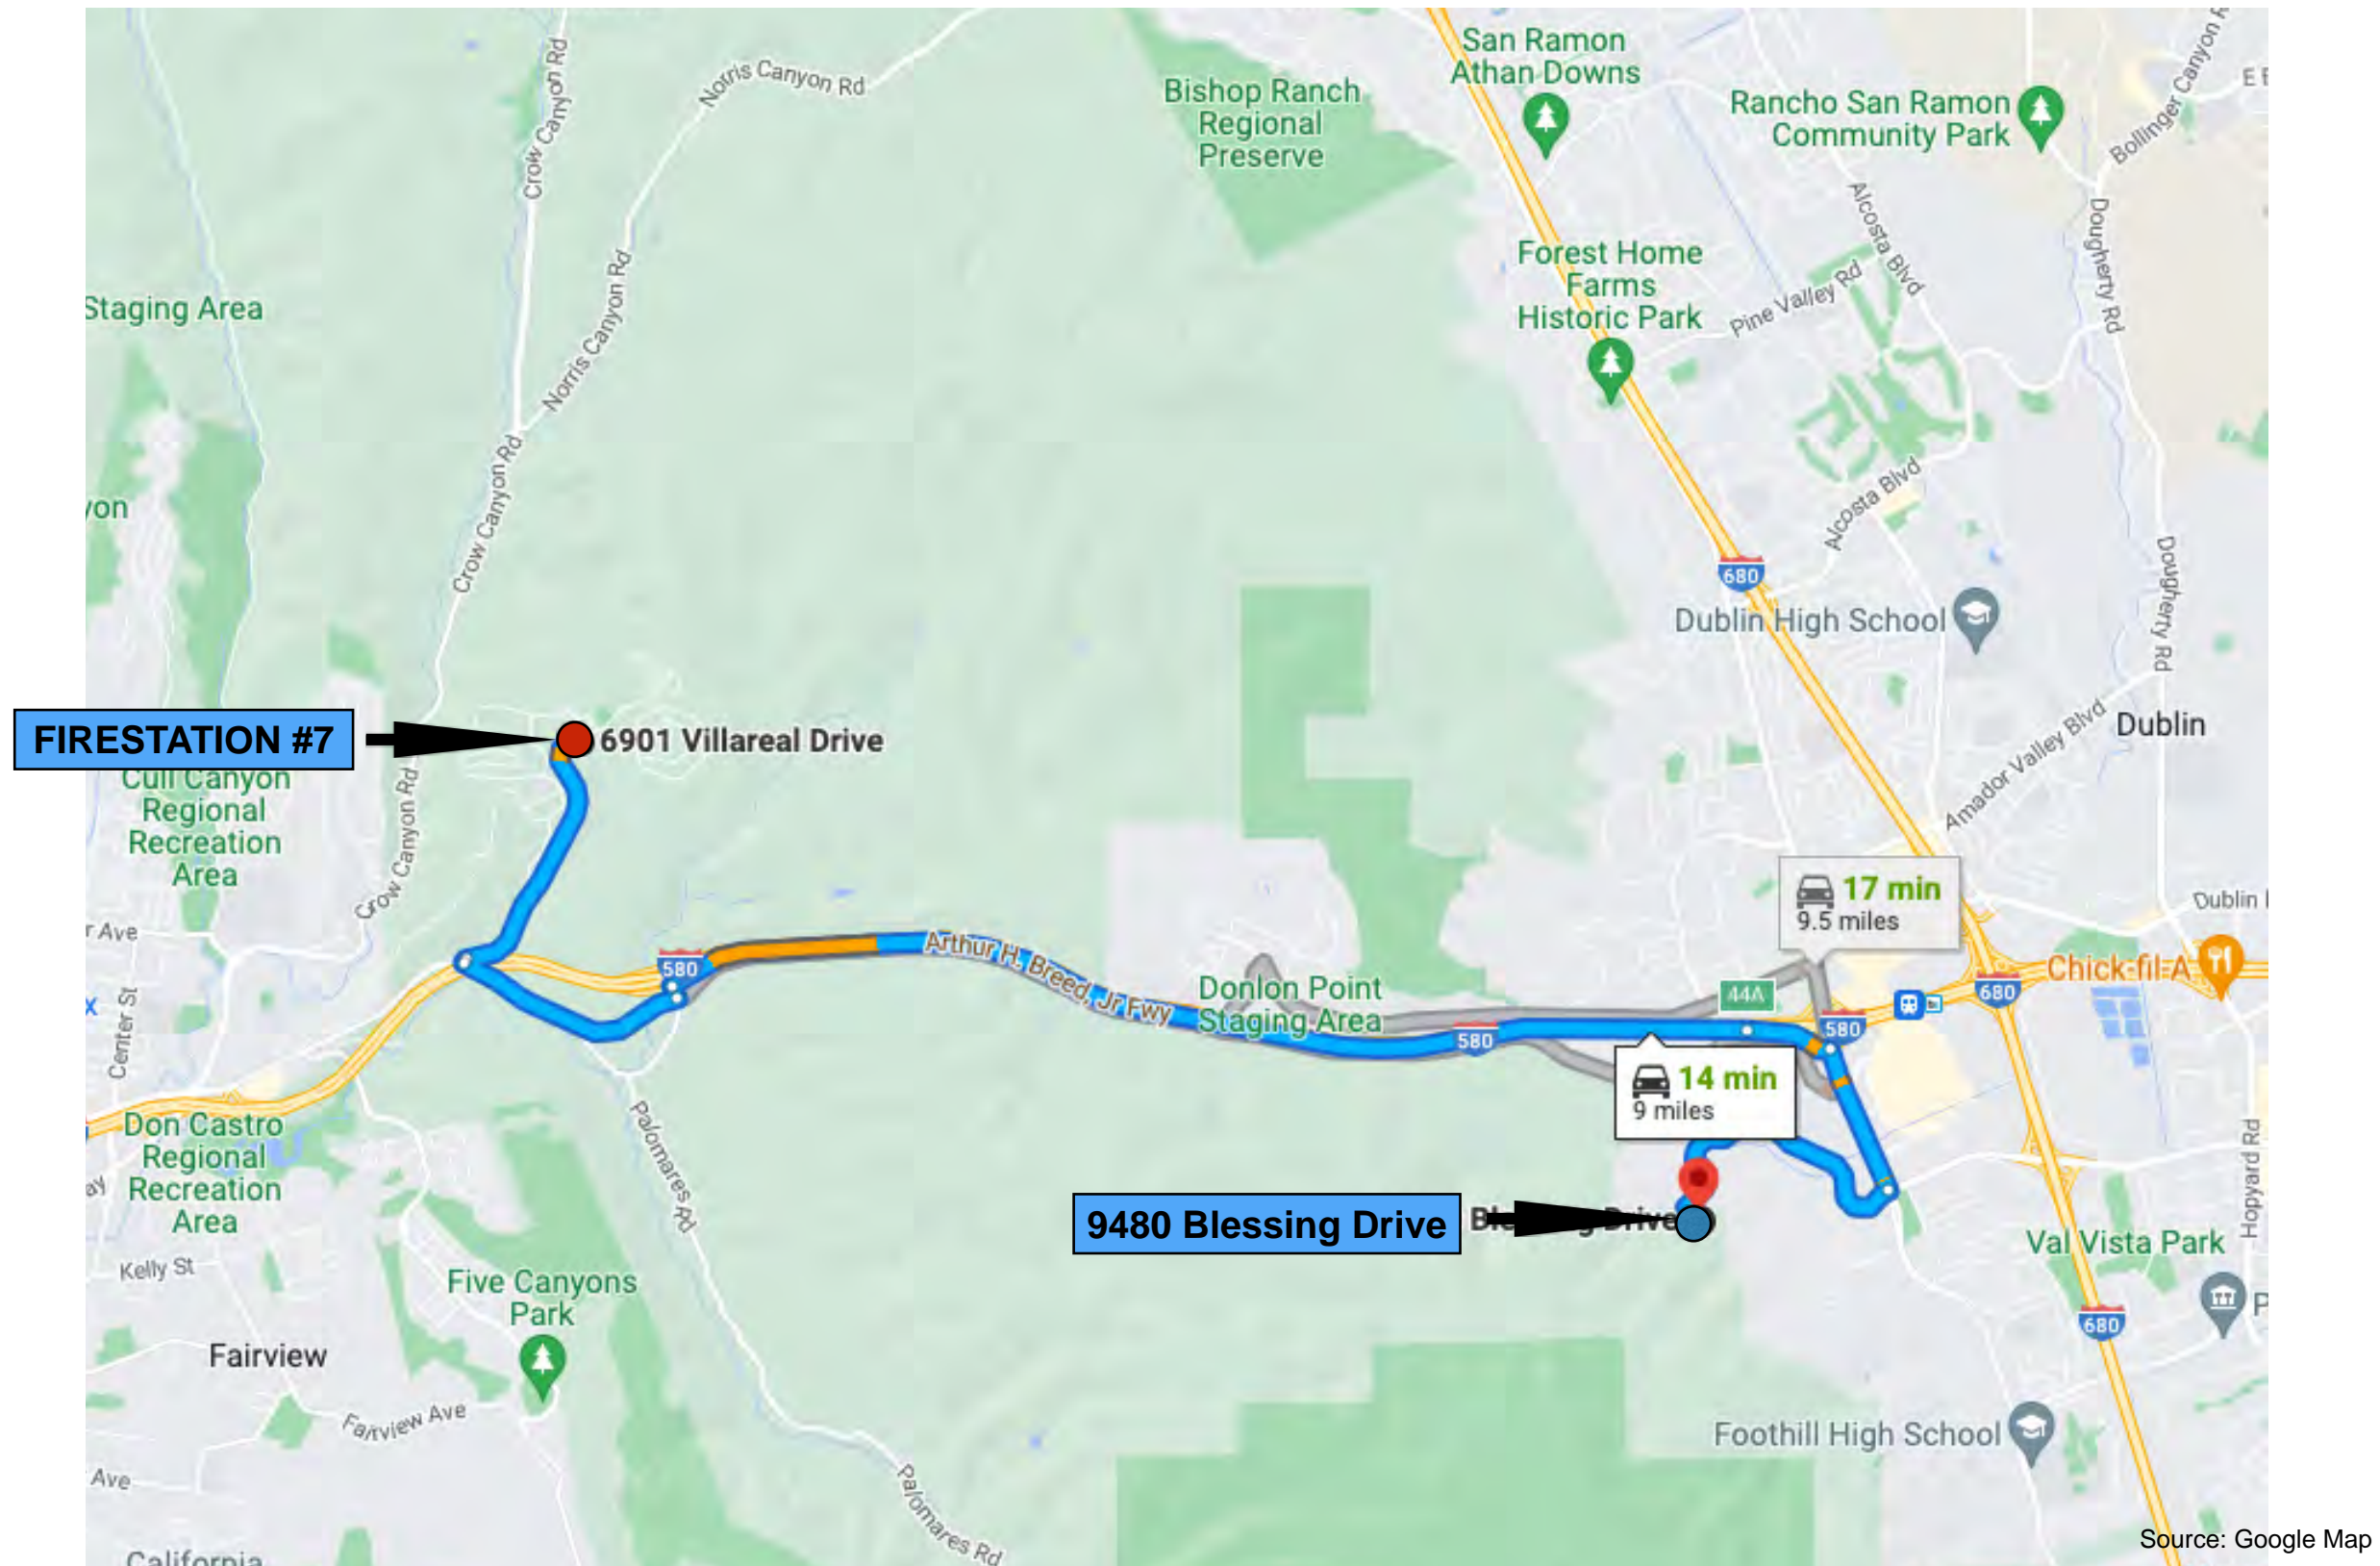 Crow Canyon Rd
Norris Canyon Rd
Bishop Ranch
Regional
Preserve
San Ramon
Athan Downs
Rancho San Ramon
Community Park
Bollinger Canyon R
E
Staging Area
Norris Canyon Rd
Forest Home
Farms
Historic Park
Pine Valley Rd
Alcosta Blvd
Dougherty Rd
yon
Crow Canyon Rd
Alcosta Blvd
680
Dublin High School
Dougherty Rd
FIRESTATION #7
6901 Villareal Drive
Dublin
Amador Valley Blvd
Cull Canyon
Regional
Recreation
Area
Crow Canyon Rd
17 min
9.5 miles
Dublin
r Ave
580
Arthur H. Breed, Jr Fwy
Donlon Point
Staging Area
44A
Chick-fil-A
680
580
580
x
Center St
14 min
9 miles
Don Castro
Regional
Recreation
Area
ay
Palomares Rd
Hopyard Rd
9480 Blessing Drive
Val Vista Park
Kelly St
Five Canyons
Park
P
680
Fairview
Fairview Ave
Foothill High School
Ave
Palomares Rd
California
Source: Google Map